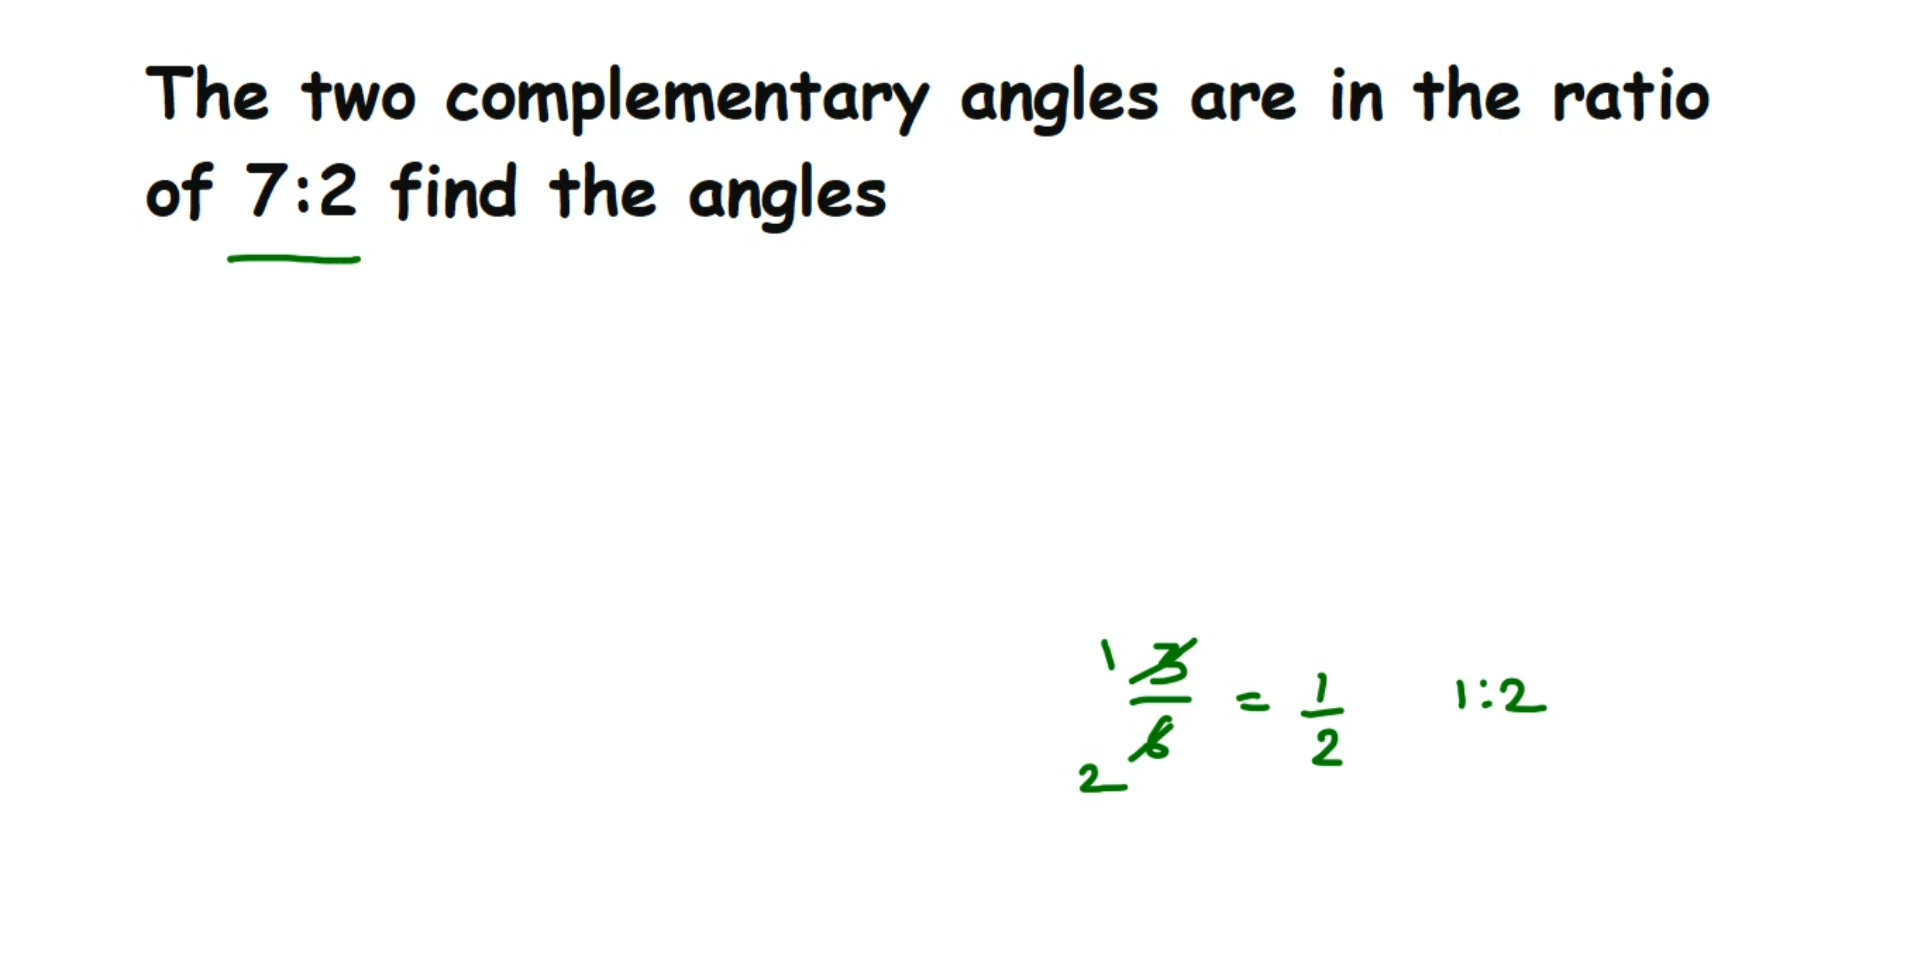 The two complementary angles are in the ratio
of 7:2 find the angles
1 3/6 2 = 1/2 1:2